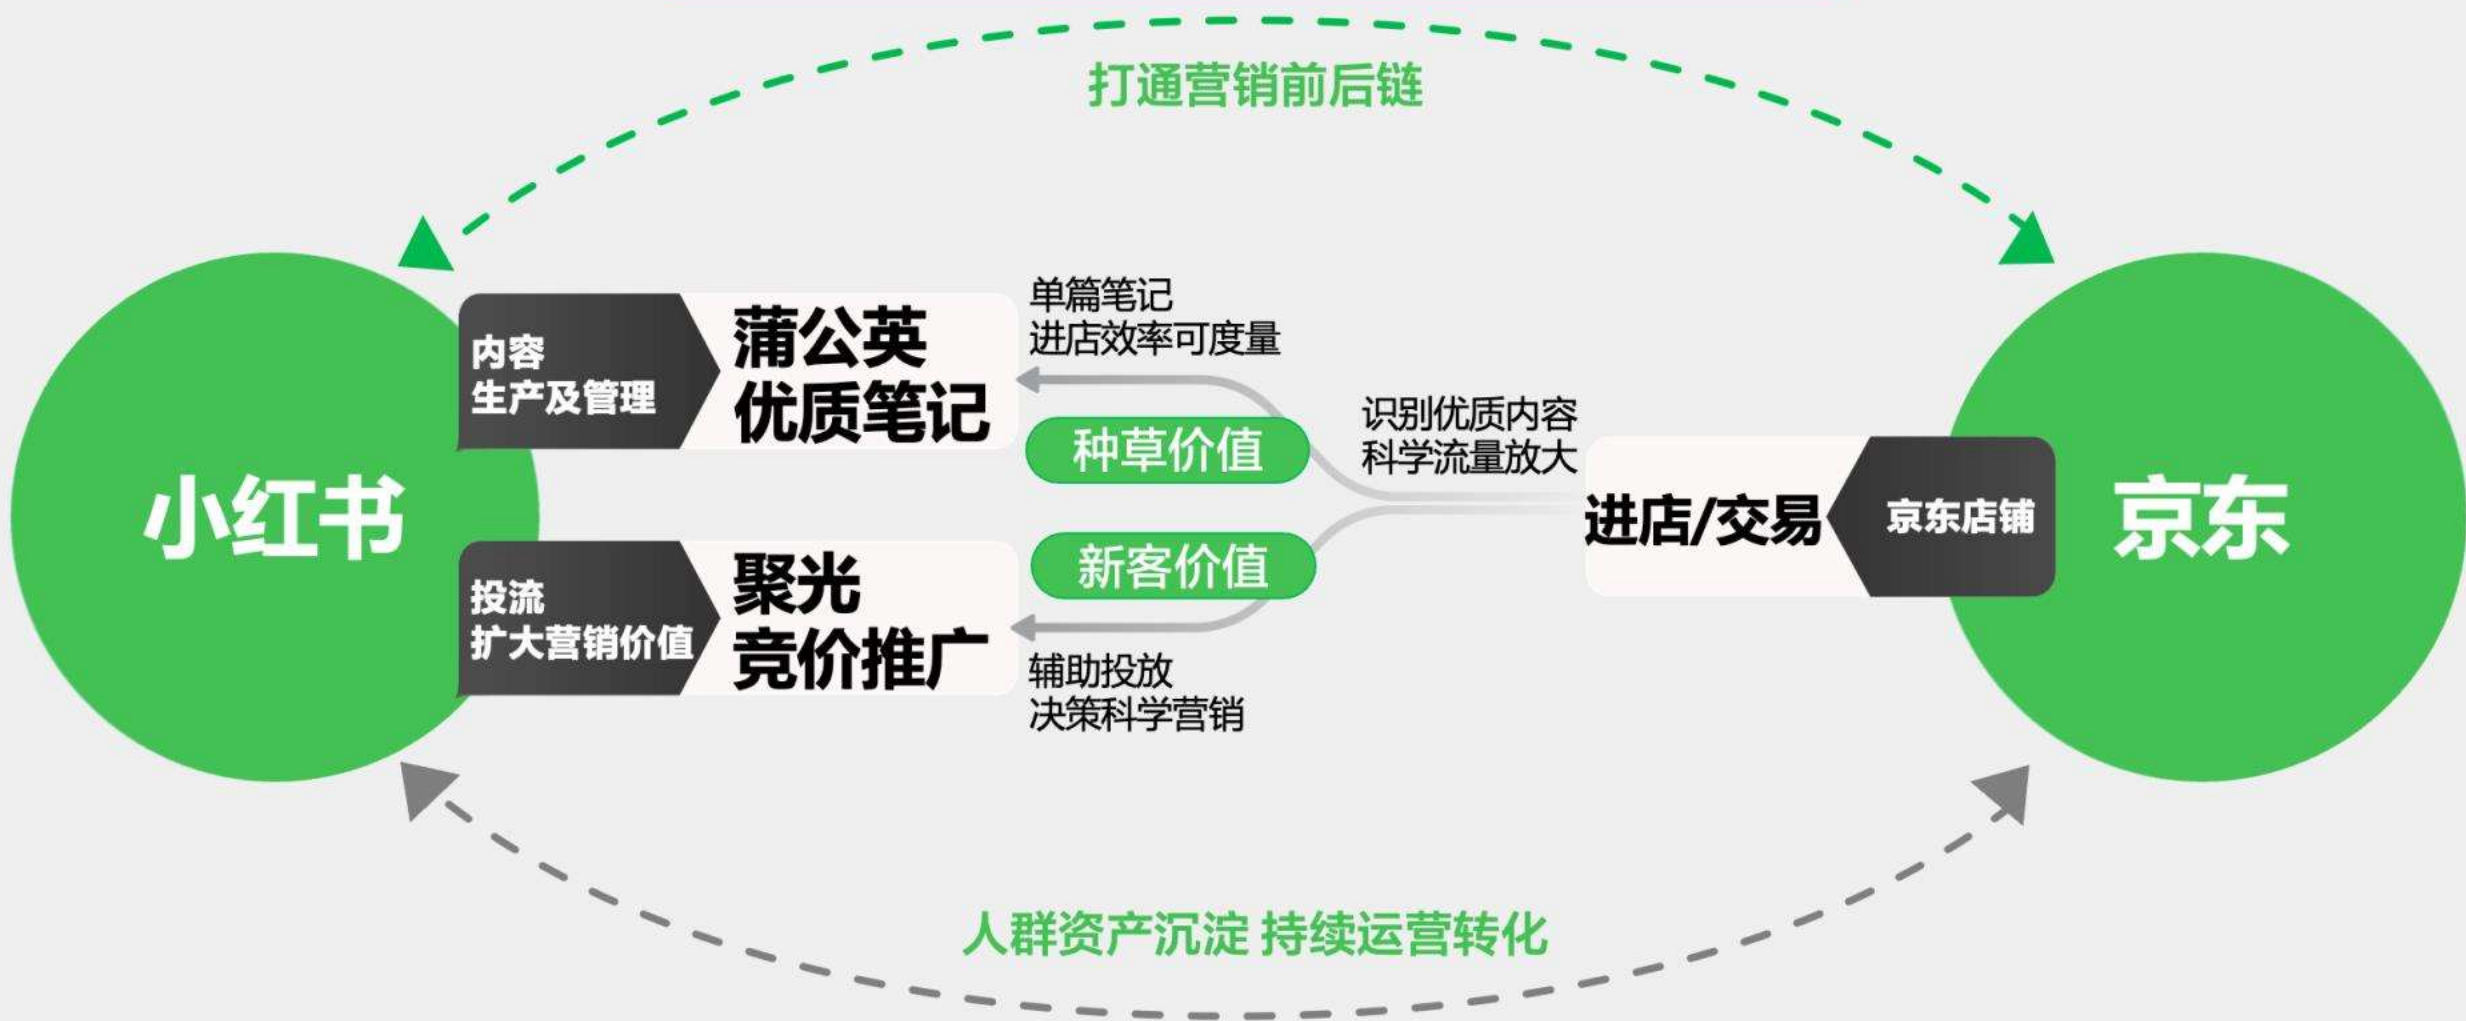 打通营销前后链
小红书
内容
生产及管理
蒲公英
优质笔记
单篇笔记
进店效率可度量
种草价值
识别优质内容
科学流量放大
投流
扩大营销价值
聚光
竞价推广
新客价值
辅助投放
决策科学营销
进店/交易
京东店铺
京东
人群资产沉淀 持续运营转化